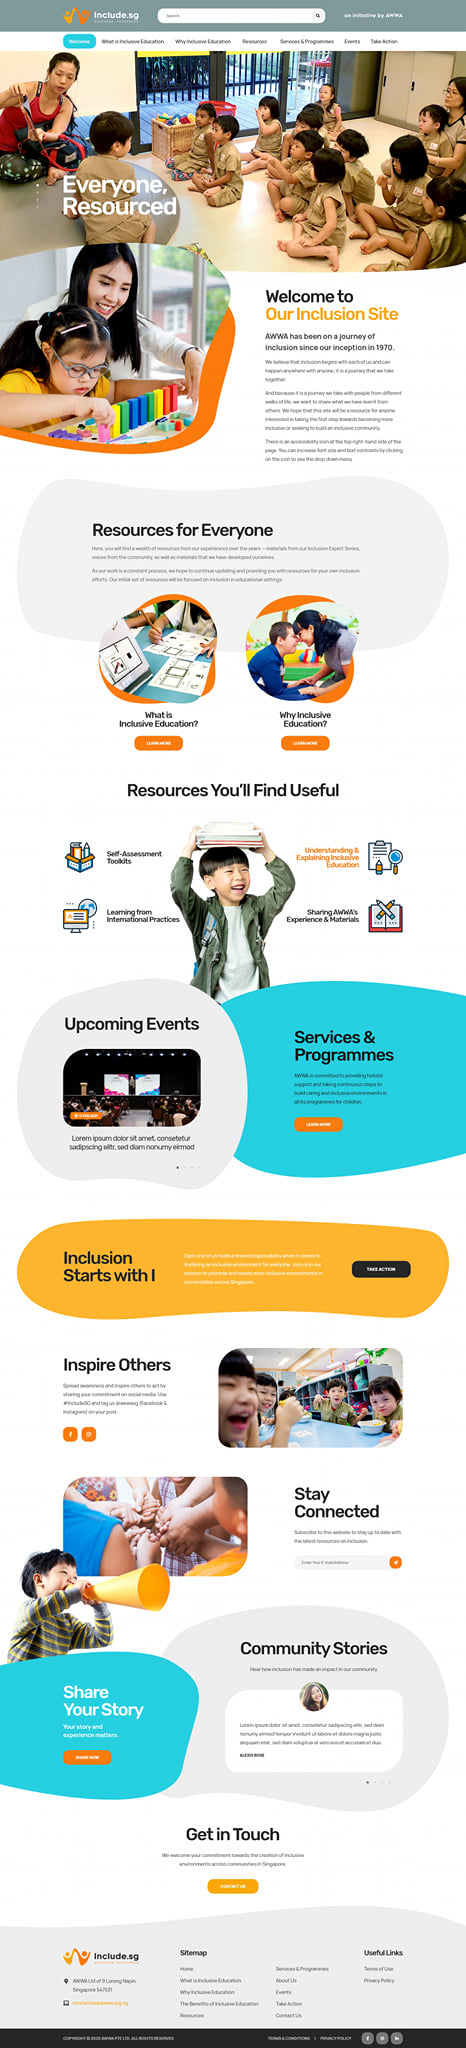 Include.sg
EVERYONE, RESOURCED
Search
an initiative by AWWA
Welcome
What is Inclusive Education
Why Inclusive Education
Resources
Services & Programmes
Events
Take Action
Everyone,
Resourced
Welcome to
Our Inclusion Site
AWWA has been on a journey of
inclusion since our inception in 1970.
We believe that inclusion begins with each of us and can
happen anywhere with anyone; it is a journey that we take
together.
And because it is a journey we take with people from different
walks of life, we want to share what we have learnt from
others. We hope that this site will be a resource for anyone
interested in taking the first step towards becoming more
inclusive or seeking to build an inclusive community.
There is an accessibility icon at the top right-hand side of the
page. You can increase font size and text contrasts by clicking
on the icon to see the drop down menu.
Resources for Everyone
Here, you will find a wealth of resources from our experiences over the years – materials from our Inclusion Expert Series,
voices from the community, as well as materials that we have developed ourselves.
As our work is a constant process, we hope to continue updating and providing you with resources for your own inclusion
efforts. Our initial set of resources will be focused on inclusion in educational settings.
What is
Inclusive Education?
LEARN MORE
Why Inclusive
Education?
LEARN MORE
Resources You'll Find Useful
Self-Assessment
Toolkits
Understanding &
Explaining Inclusive
Education
Learning from
International Practices
Sharing AWWA's
Experience & Materials
Upcoming Events
12 FEB 2021
Lorem ipsum dolor sit amet, consetetur
sadipscing elitr, sed diam nonumy eirmod
Services &
Programmes
AWWA is committed to providing holistic
support and taking continuous steps to
build caring and inclusive environments in
all its programmes for children.
LEARN MORE
Inclusion
Starts with I
Each one of us holds a shared responsibility when it comes to
fostering an inclusive environment for everyone. Join us in our
mission to promote and create more inclusive environments in
communities across Singapore.
TAKE ACTION
Inspire Others
Spread awareness and inspire others to act by
sharing your commitment on social media. Use
#IncludeSG and tag us @awwasg (Facebook &
Instagram) on your post.
Stay
Connected
Subscribe to this website to stay up to date with
the latest resources on inclusion.
Enter Your E-mail Address
Community Stories
Hear how inclusion has made an impact in our community.
Lorem ipsum dolor sit amet, consetetur sadipscing elitr, sed diam
nonumy eirmod tempor invidunt ut labore et dolore magna justo
aliquyam erat, sed diam voluptua at vero eos et accusam et duo.
ALEXIS ROSE
Share
Your Story
Your story and
experience matters.
SHARE NOW
Get in Touch
We welcome your commitment towards the creation of inclusive
environments across communities in Singapore.
CONTACT US
Include.sg
EVERYONE, RESOURCED
AWWA Ltd of 9 Lorong Napiri,
Singapore 547531
contactus@awwa.org.sg
Sitemap
Home
What is Inclusive Education
Why Inclusive Education
The Benefits of Inclusive Education
Resources
Services & Programmes
About Us
Events
Take Action
Contact Us
Useful Links
Terms of Use
Privacy Policy
COPYRIGHT © 2020 AWWA PTE LTD. ALL RIGHTS RESERVED
TERMS & CONDITIONS | PRIVACY POLICY